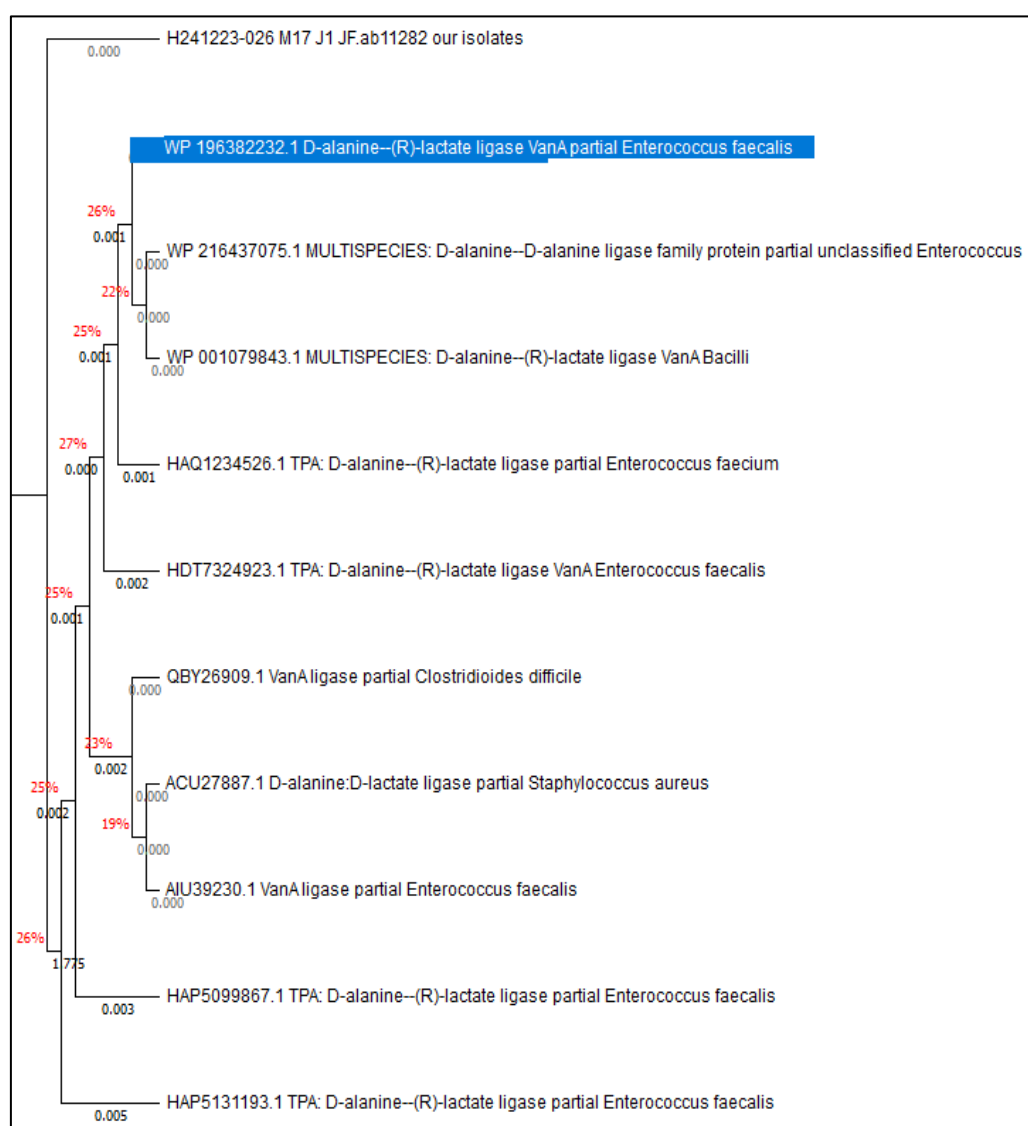 H241223-026 M17 J1 JF.ab11282 our isolates
0.000
WP 196382232.1 D-alanine--(R)-lactate ligase VanA partial Enterococcus faecalis
26%
0.001
WP 216437075.1 MULTISPECIES: D-alanine--D-alanine ligase family protein partial unclassified Enterococcus
0.000
22%
0.000
25%
0.001
WP 001079843.1 MULTISPECIES: D-alanine--(R)-lactate ligase VanA Bacilli
0.000
27%
0.000
HAQ1234526.1 TPA: D-alanine--(R)-lactate ligase partial Enterococcus faecium
0.001
HDT7324923.1 TPA: D-alanine--(R)-lactate ligase VanA Enterococcus faecalis
0.002
25%
0.001
QBY26909.1 VanA ligase partial Clostridioides difficile
0.000
23%
0.002
ACU27887.1 D-alanine:D-lactate ligase partial Staphylococcus aureus
0.000
25%
0.002
19%
0.000
AIU39230.1 VanA ligase partial Enterococcus faecalis
0.000
26%
1.775
HAP5099867.1 TPA: D-alanine--(R)-lactate ligase partial Enterococcus faecalis
0.003
HAP5131193.1 TPA: D-alanine--(R)-lactate ligase partial Enterococcus faecalis
0.005